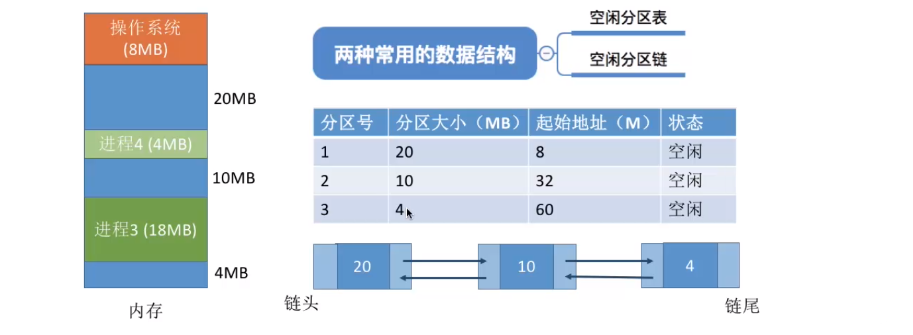 操作系统
(8MB)
20MB
进程4 (4MB)
10MB
进程3 (18MB)
4MB
内存
两种常用的数据结构
空闲分区表
空闲分区链
分区号 分区大小（MB） 起始地址（M） 状态
1 20 8 空闲
2 10 32 空闲
3 4 60 空闲
20 10 4
链头
链尾